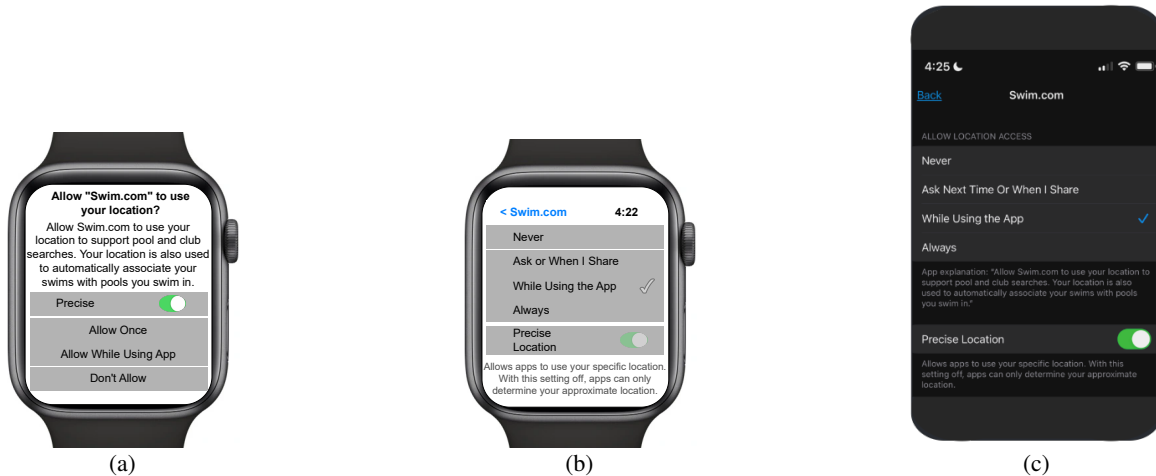 Allow "Swim.com" to use
your location?
Allow Swim.com to use your
location to support pool and club
searches. Your location is also used
to automatically associate your
swims with pools you swim in.
Precise
Allow Once
Allow While Using App
Don't Allow
(a)
< Swim.com 4:22
Never
Ask or When I Share
While Using the App
Always
Precise
Location
Allows apps to use your specific location.
With this setting off, apps can only
determine your approximate location.
(b)
4:25
Back Swim.com
ALLOW LOCATION ACCESS
Never
Ask Next Time Or When I Share
While Using the App
Always
App explanation: "Allow Swim.com to use your location to
support pool and club searches. Your location is also
used to automatically associate your swims with pools
you swim in."
Precise Location
Allows apps to use your specific location. With this
setting off, apps can only determine your approximate
location.
(c)